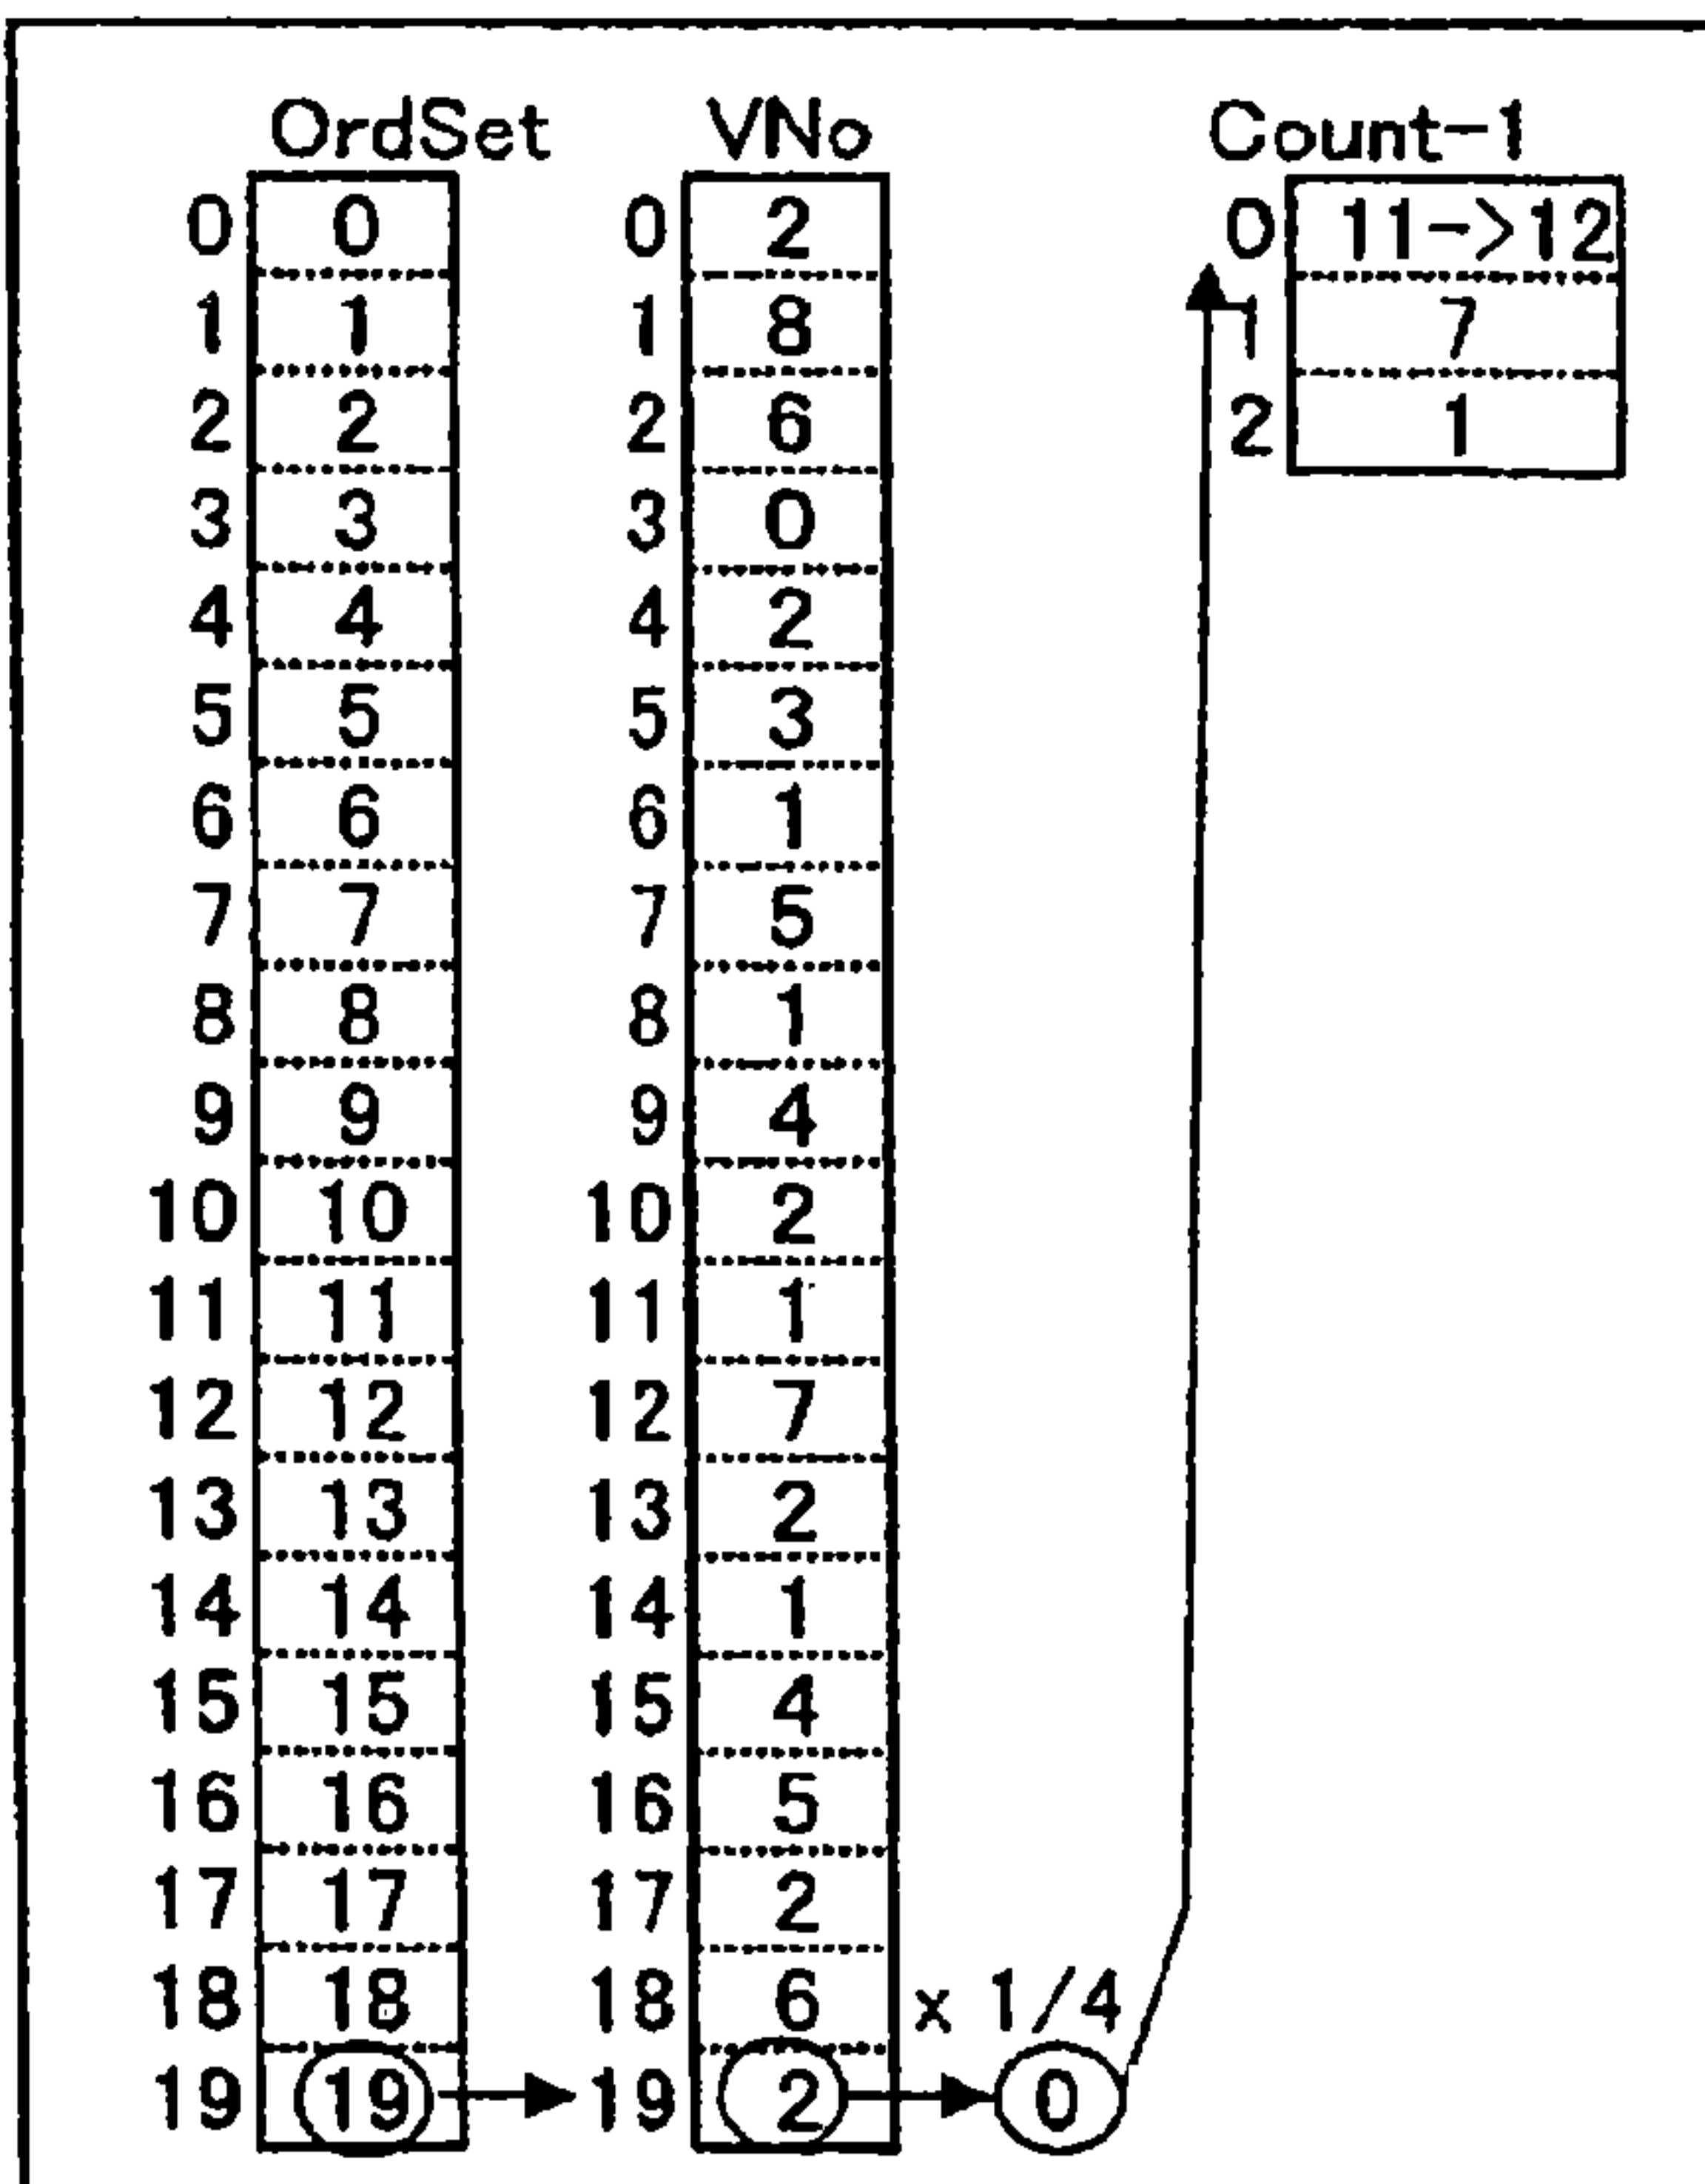 OrdSet VNo Count-1
0 0 0 2 0 11->12
1 1 1 8 1 7
2 2 2 6 2 1
3 3 3 0
4 4 4 2
5 5 5 3
6 6 6 1
7 7 7 5
8 8 8 1
9 9 9 4
10 10 10 2
11 11 11 1
12 12 12 7
13 13 13 2
14 14 14 1
15 15 15 4
16 16 16 5
17 17 17 2
18 18 18 6 x 1/4
19 19 19 2 0